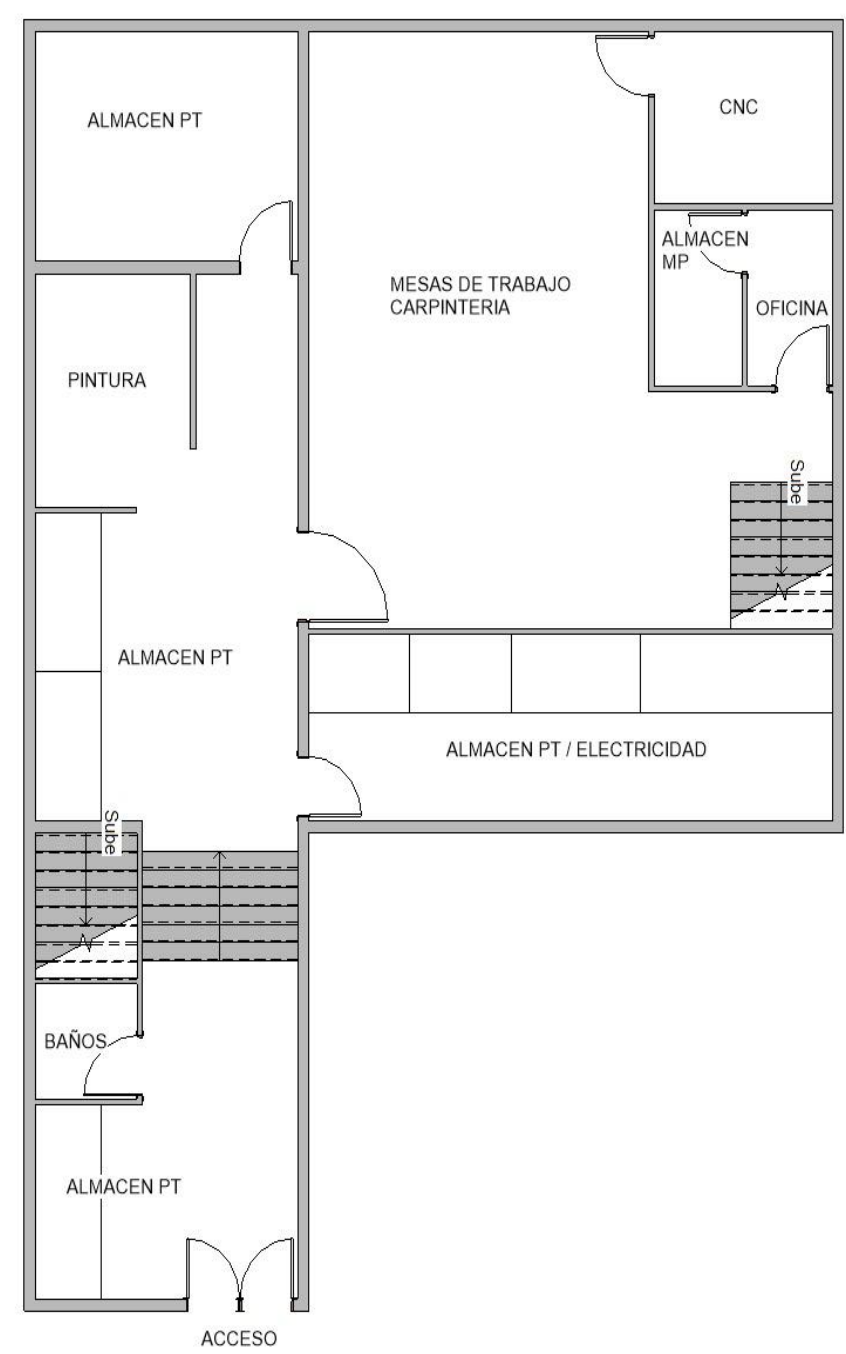 ALMACEN PT
CNC
ALMACEN
MP
MESAS DE TRABAJO
CARPINTERIA
OFICINA
PINTURA
Sube
ALMACEN PT
ALMACEN PT / ELECTRICIDAD
Sube
BAÑOS
ALMACEN PT
ACCESO